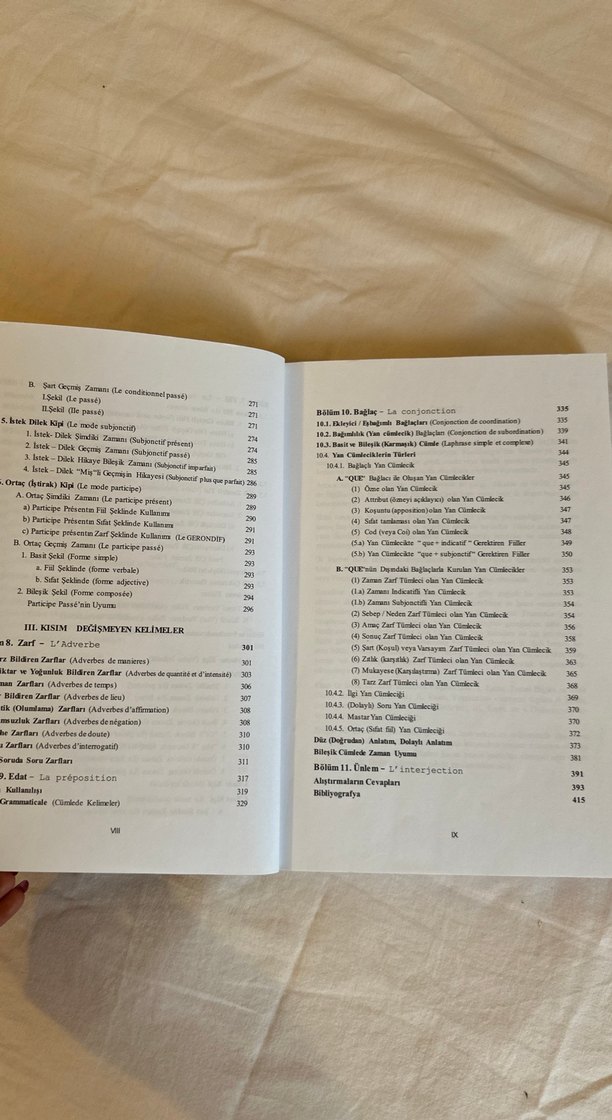 B. Şart Geçmiş Zamanı (Le conditionnel passé) 271
I.Şekil (Le passé) 271
II.Şekil (IIe passé) 271
5. İstek Dilek Kipi (Le mode subjonctif) 274
1. İstek- Dilek Şimdiki Zamanı (Subjonctif présent) 274
2. İstek – Dilek Geçmiş Zamanı (Subjonctif passé) 285
3. İstek – Dilek Hikaye Bileşik Zamanı (Subjonctif imparfait) 285
4. İstek – Dilek "Miş"li Geçmişin Hikayesi (Subjonctif plus que parfait) 286
. Ortaç (İştirak) Kipi (Le mode participe) 289
A. Ortaç Şimdiki Zamanı (Le participe présent) 289
a) Participe Présentın Fiil Şeklinde Kullanımı 290
b) Participe Présentın Sıfat Şeklinde Kullanımı 291
c) Participe Présentın Zarf Şeklinde Kullanımı (Le GERONDİF) 291
B. Ortaç Geçmiş Zamanı (Le participe passé) 293
1. Basit Şekil (Forme simple) 293
a. Fiil Şeklinde (forme verbale) 293
b. Sıfat Şeklinde (forme adjective) 293
2. Bileşik Şekil (Forme composée) 294
Participe Passé'nin Uyumu 296
III. KISIM DEĞİŞMEYEN KELİMELER
m 8. Zarf – L'Adverbe 301
rz Bildiren Zarflar (Adverbes de manieres) 301
iktar ve Yoğunluk Bildiren Zarflar (Adverbes de quantité et d'intensité) 303
man Zarfları (Adverbes de temps) 306
r Bildiren Zarflar (Adverbes de lieu) 307
tik (Olumlama) Zarfları (Adverbes d'affirmation) 308
msuzluk Zarfları (Adverbes de négation) 308
he Zarfları (Adverbes de doute) 310
u Zarfları (Adverbes d'interrogatif) 310
Sorudu Soru Zarfları 311
9. Edat – La préposition 317
Kullanılışı 319
Grammaticale (Cümlede Kelimeler) 329
VIII
Bölüm 10. Bağlaç – La conjonction 335
10.1. Ekleyici / Eşbağımlı Bağlaçları (Conjonction de coordination) 335
10.2. Bağımlılık (Yan cümlecik) Bağlaçları (Conjonction de subordination) 339
10.3. Basit ve Bileşik (Karmaşık) Cümle (Laphrase simple et complexe) 341
10.4. Yan Cümleciklerin Türleri 344
10.4.1. Bağlaçlı Yan Cümlecik 345
A. "QUE" Bağlacı ile Oluşan Yan Cümlecikler 345
(1) Özne olan Yan Cümlecik 345
(2) Attribut (özneyi açıklayıcı) olan Yan Cümlecik 346
(3) Koşuntu (apposition) olan Yan Cümlecik 347
(4) Sıfat tamlaması olan Yan Cümlecik 347
(5) Cod (veya Coi) olan Yan Cümlecik 348
(5.a) Yan Cümlecikte "que + indicatif" Gerektiren Fiiller 349
(5.b) Yan Cümlecikte "que + subjonctif" Gerektiren Fiiller 350
B. "QUE"nün Dışındaki Bağlaçlarla Kurulan Yan Cümlecikler 353
(1) Zaman Zarf Tümleci olan Yan Cümlecik 353
(1.a) Zamanı Indicatifli Yan Cümlecik 353
(1.b) Zamanı Subjonctifli Yan Cümlecik 354
(2) Sebep / Neden Zarf Tümleci olan Yan Cümlecik 354
(3) Amaç Zarf Tümleci olan Yan Cümlecik 356
(4) Sonuç Zarf Tümleci olan Yan Cümlecik 358
(5) Şart (Koşul) veya Varsayım Zarf Tümleci olan Yan Cümlecik 359
(6) Zıtlık (karşıtlık) Zarf Tümleci olan Yan Cümlecik 363
(7) Mukayese (Karşılaştırma) Zarf Tümleci olan Yan Cümlecik 365
(8) Tarz Zarf Tümleci olan Yan Cümlecik 368
10.4.2. İlgi Yan Cümleciği 369
10.4.3. (Dolaylı) Soru Yan Cümleciği 370
10.4.4. Mastar Yan Cümleciği 370
10.4.5. Ortaç (Sıfat fiil) Yan Cümleciği 372
Düz (Doğrudan) Anlatım, Dolaylı Anlatım 373
Bileşik Cümlede Zaman Uyumu 381
Bölüm 11. Ünlem – L'interjection 391
Alıştırmaların Cevapları 393
Bibliyografya 415
IX